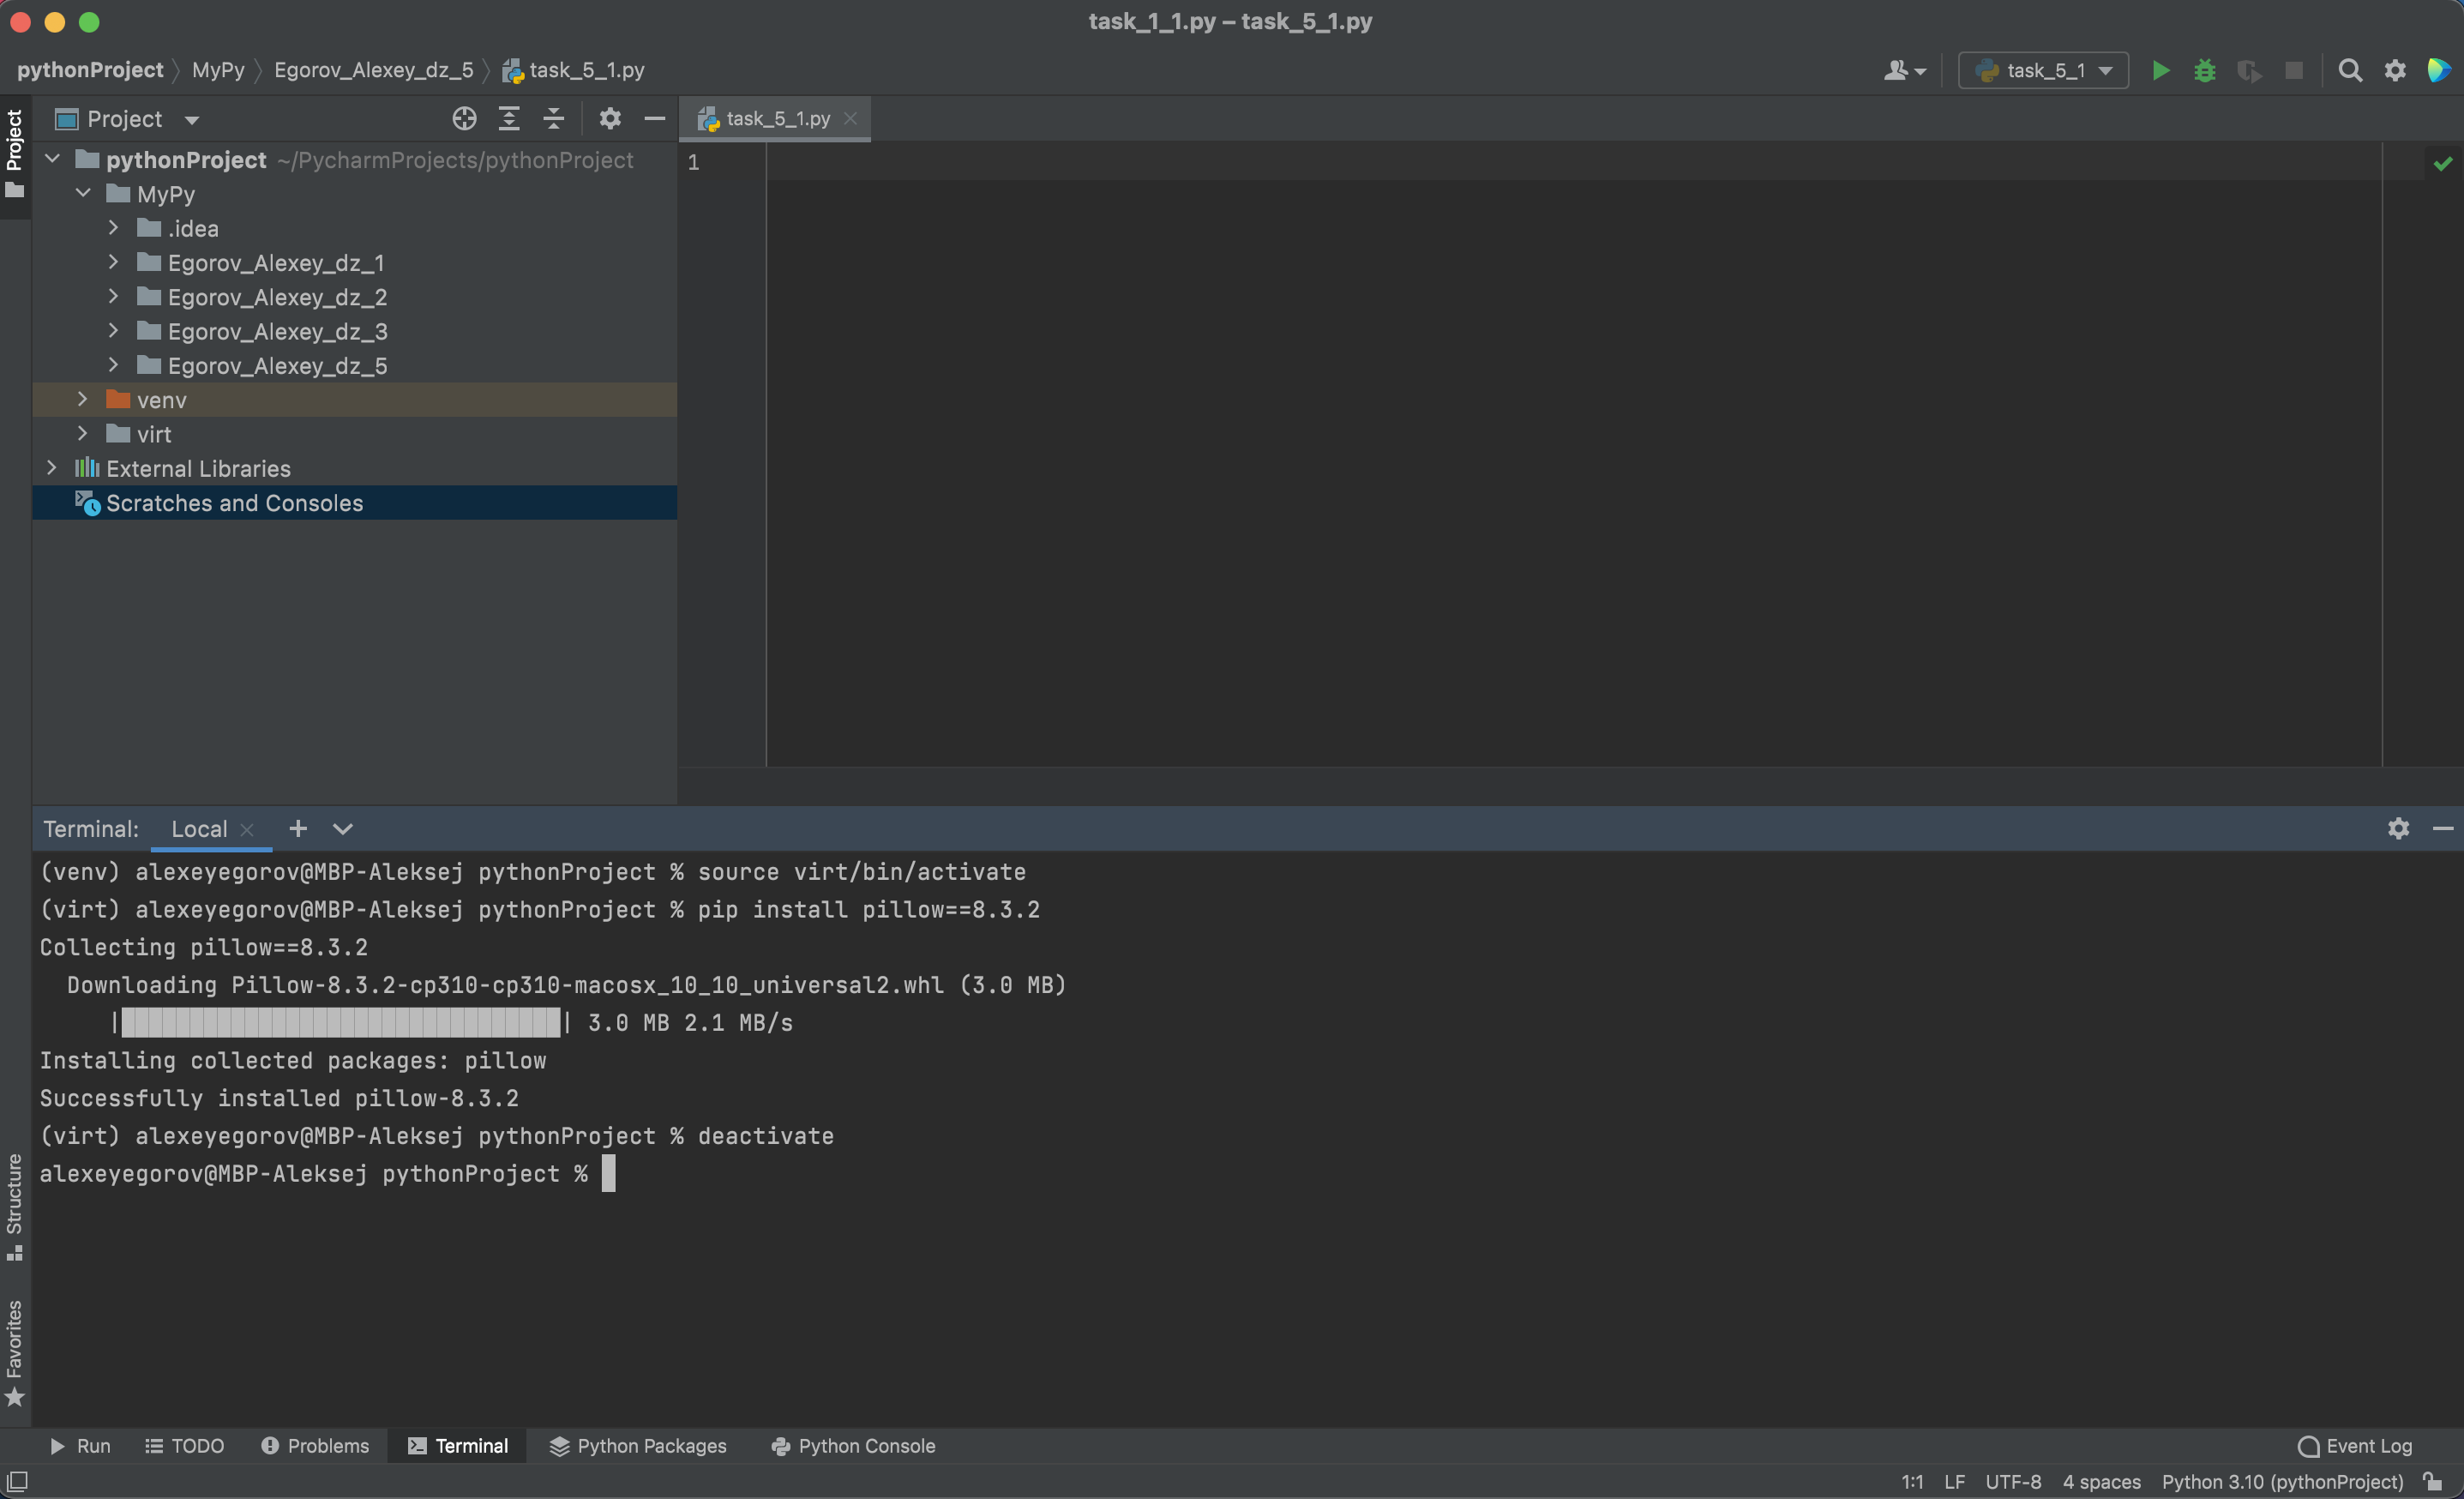 task_1_1.py – task_5_1.py
pythonProject MyPy Egorov_Alexey_dz_5 task_5_1.py
task_5_1
Project
Project
task_5_1.py
pythonProject ~/PycharmProjects/pythonProject
MyPy
.idea
Egorov_Alexey_dz_1
Egorov_Alexey_dz_2
Egorov_Alexey_dz_3
Egorov_Alexey_dz_5
venv
virt
External Libraries
Scratches and Consoles
1
Terminal: Local
(venv) alexeyegorov@MBP-Aleksej pythonProject % source virt/bin/activate
(virt) alexeyegorov@MBP-Aleksej pythonProject % pip install pillow==8.3.2
Collecting pillow==8.3.2
Downloading Pillow-8.3.2-cp310-cp310-macosx_10_10_universal2.whl (3.0 MB)
|████████████████████████████████| 3.0 MB 2.1 MB/s
Installing collected packages: pillow
Successfully installed pillow-8.3.2
(virt) alexeyegorov@MBP-Aleksej pythonProject % deactivate
alexeyegorov@MBP-Aleksej pythonProject %
Structure
Favorites
Run TODO Problems Terminal Python Packages Python Console Event Log
1:1 LF UTF-8 4 spaces Python 3.10 (pythonProject)